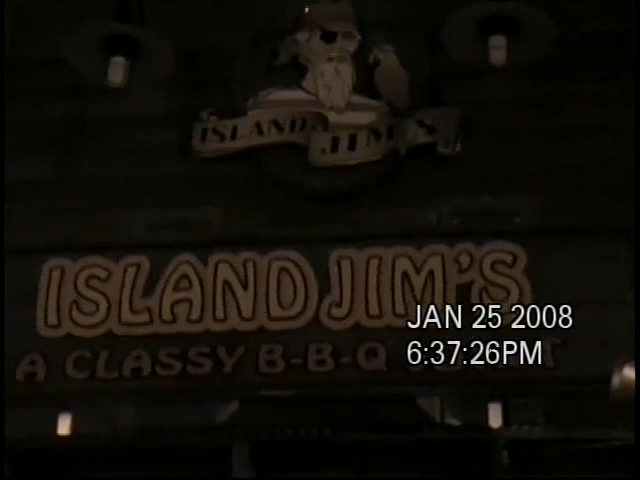 ISLAND JIM'S
ISLAND JIM'S
A CLASSY B-B-Q
JAN 25 2008
6:37:26PM